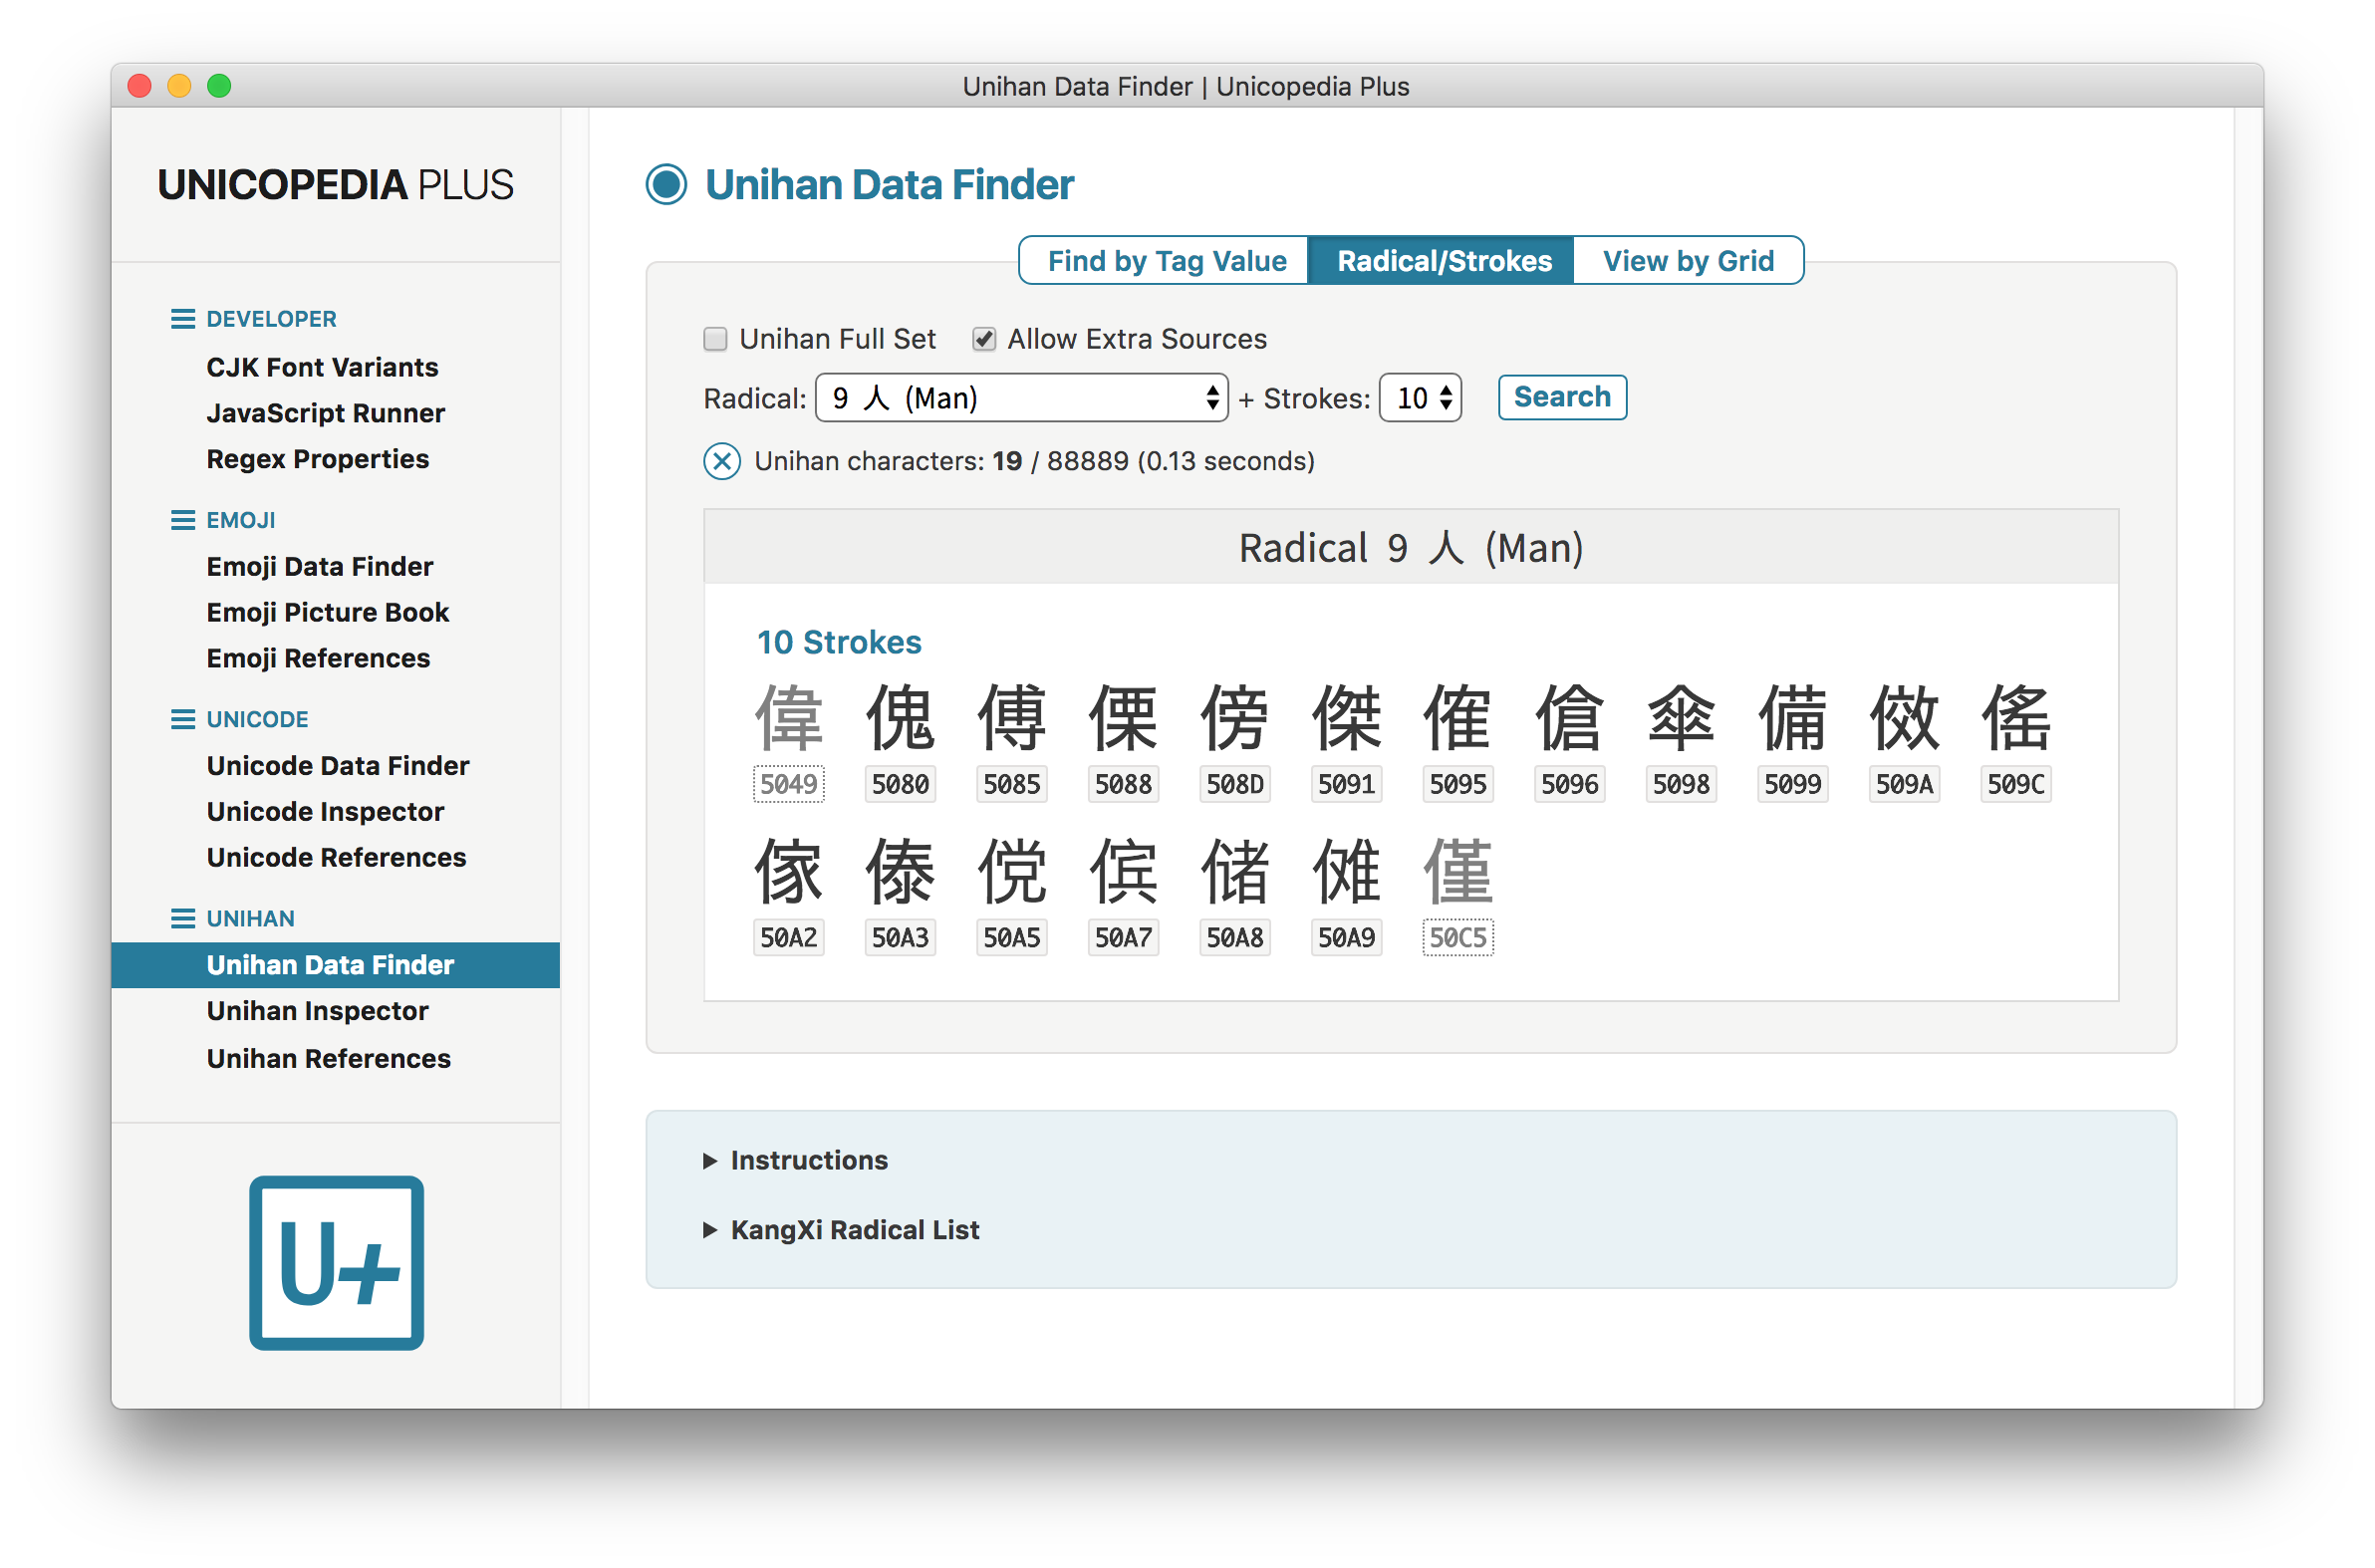 Unihan Data Finder | Unicopedia Plus
UNICOPEDIA PLUS
DEVELOPER
CJK Font Variants
JavaScript Runner
Regex Properties
EMOJI
Emoji Data Finder
Emoji Picture Book
Emoji References
UNICODE
Unicode Data Finder
Unicode Inspector
Unicode References
UNIHAN
Unihan Data Finder
Unihan Inspector
Unihan References
U+
Unihan Data Finder
Find by Tag Value Radical/Strokes View by Grid
Unihan Full Set Allow Extra Sources
Radical: 9 人 (Man) + Strokes: 10 Search
Unihan characters: 19 / 88889 (0.13 seconds)
Radical 9 人 (Man)
10 Strokes
偉 傀 傅 傈 傍 傑 傕 傖 傘 備 傚 傜
5049 5080 5085 5088 508D 5091 5095 5096 5098 5099 509A 509C
傢 傣 傥 傧 储 傩 僅
50A2 50A3 50A5 50A7 50A8 50A9 50C5
Instructions
KangXi Radical List